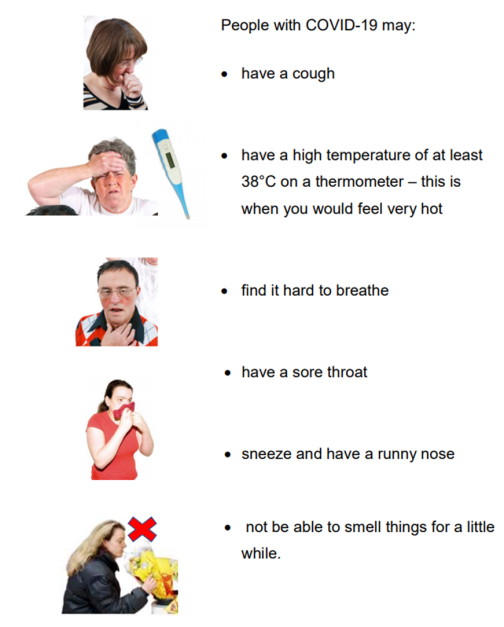 People with COVID-19 may:
• have a cough
• have a high temperature of at least
38°C on a thermometer – this is
when you would feel very hot
• find it hard to breathe
• have a sore throat
• sneeze and have a runny nose
• not be able to smell things for a little
while.